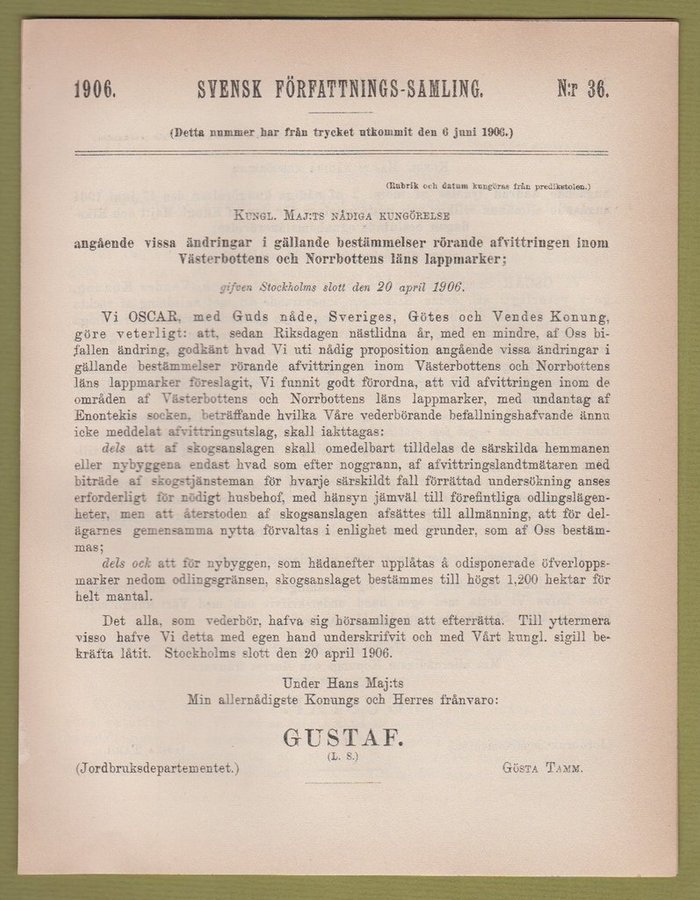 1906. SVENSK FÖRFATTNINGS-SAMLING. N:r 36.
(Detta nummer har från trycket utkommit den 6 juni 1906.)
(Rubrik och datum kungöras från predikstolen.)
KUNGL. MAJ:TS NÅDIGA KUNGÖRELSE
angående vissa ändringar i gällande bestämmelser rörande afvittringen inom
Västerbottens och Norrbottens läns lappmarker;
gifven Stockholms slott den 20 april 1906.
Vi OSCAR, med Guds nåde, Sveriges, Götes och Vendes Konung,
göre veterligt: att, sedan Riksdagen nästlidna år, med en mindre, af Oss bi-
fallen ändring, godkänt hvad Vi uti nådig proposition angående vissa ändringar i
gällande bestämmelser rörande afvittringen inom Västerbottens och Norrbottens
läns lappmarker föreslagit, Vi funnit godt förordna, att vid afvittringen inom de
områden af Västerbottens och Norrbottens läns lappmarker, med undantag af
Enontekis socken, beträffande hvilka Våre vederbörande befallningshafvande ännu
icke meddelat afvittringsutslag, skall iakttagas:
dels att af skogsanslagen skall omedelbart tilldelas de särskilda hemmanen
eller nybyggena endast hvad som efter noggrann, af afvittringslandtmätaren med
biträde af skogstjänsteman för hvarje särskildt fall förrättad undersökning anses
erforderligt för nödigt husbehof, med hänsyn jämväl till förefintliga odlingslägen-
heter, men att återstoden af skogsanslagen afsättes till allmänning, att för del-
ägarnes gemensamma nytta förvaltas i enlighet med grunder, som af Oss bestäm-
mas;
dels ock att för nybyggen, som hädanefter upplåtas å odisponerade öfverlopps-
marker nedom odlingsgränsen, skogsanslaget bestämmes till högst 1,200 hektar för
helt mantal.
Det alla, som vederbör, hafva sig hörsamligen att efterrätta. Till yttermera
visso hafve Vi detta med egen hand underskrifvit och med Vårt kungl. sigill be-
kräfta låtit. Stockholms slott den 20 april 1906.
Under Hans Maj:ts
Min allernådigste Konungs och Herres frånvaro:
GUSTAF.
(L. S.)
(Jordbruksdepartementet.) GÖSTA TAMM.